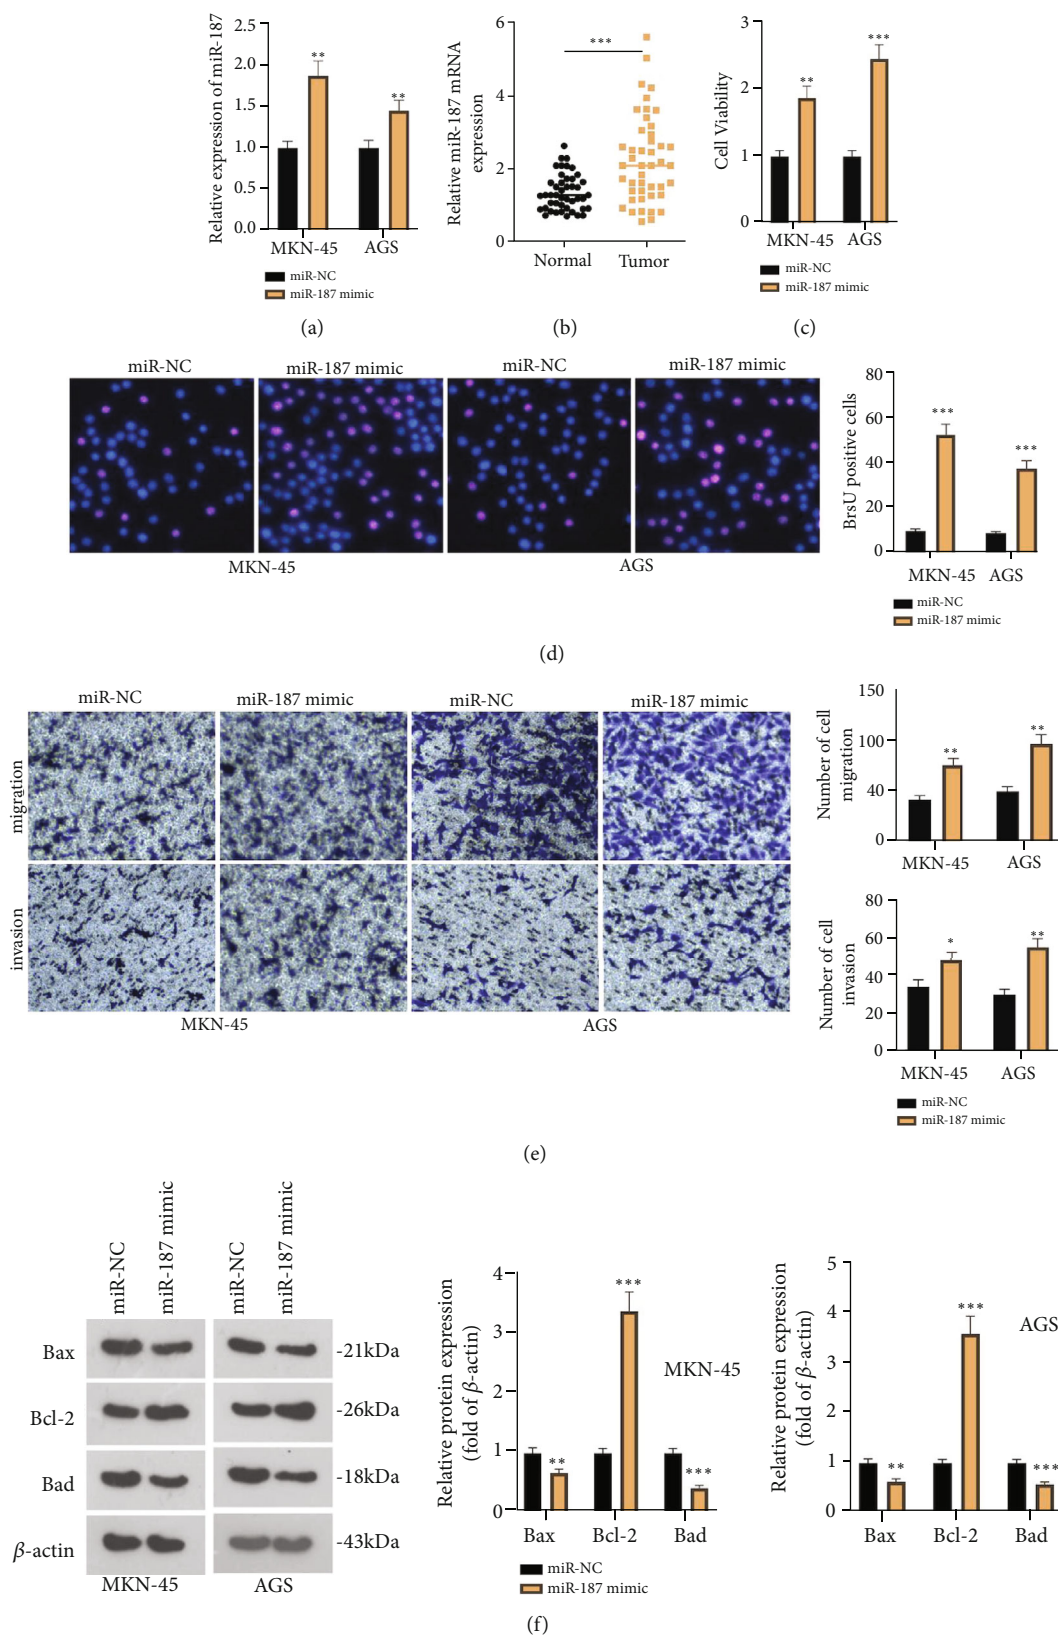 Relative expression of miR-187
2.5
2.0
1.5
1.0
0.5
0.0
**
**
MKN-45 AGS
miR-NC
miR-187 mimic
(a)
Relative miR-187 mRNA
expression
6
4
2
0
***
Normal Tumor
(b)
Cell Viability
3
2
1
0
**
***
MKN-45 AGS
miR-NC
miR-187 mimic
(c)
miR-NC miR-187 mimic miR-NC miR-187 mimic
MKN-45 AGS
BrsU positive cells
80
60
40
20
0
***
***
MKN-45 AGS
miR-NC
miR-187 mimic
(d)
miR-NC miR-187 mimic miR-NC miR-187 mimic
migration
invasion
MKN-45 AGS
Number of cell
migration
150
100
40
0
**
**
MKN-45 AGS
Number of cell
invasion
80
60
40
20
0
*
**
MKN-45 AGS
miR-NC
miR-187 mimic
(e)
miR-NC miR-187 mimic miR-NC miR-187 mimic
Bax -21kDa
Bcl-2 -26kDa
Bad -18kDa
β-actin -43kDa
MKN-45 AGS
Relative protein expression
(fold of β-actin)
4
3
2
1
0
**
***
***
MKN-45
Bax Bcl-2 Bad
miR-NC
miR-187 mimic
Relative protein expression
(fold of β-actin)
5
4
3
2
1
0
**
***
***
AGS
Bax Bcl-2 Bad
(f)